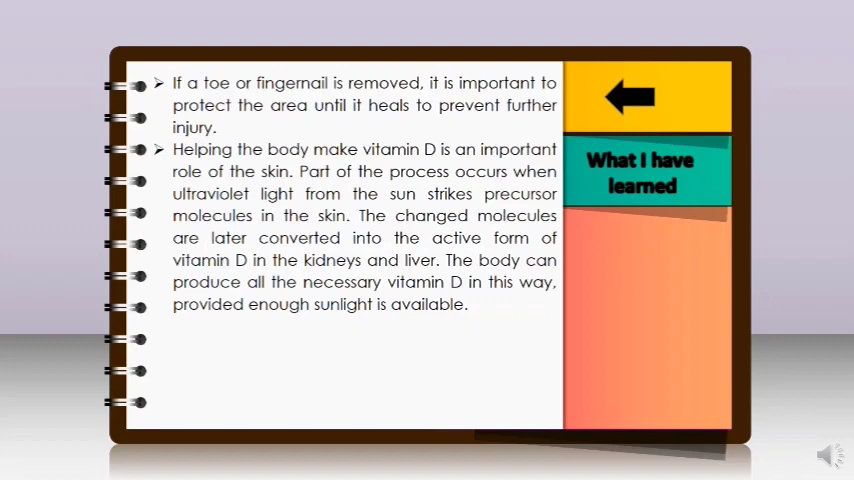 ➢ If a toe or fingernail is removed, it is important to
protect the area until it heals to prevent further
injury.
➢ Helping the body make vitamin D is an important
role of the skin. Part of the process occurs when
ultraviolet light from the sun strikes precursor
molecules in the skin. The changed molecules
are later converted into the active form of
vitamin D in the kidneys and liver. The body can
produce all the necessary vitamin D in this way,
provided enough sunlight is available.
What I have
learned